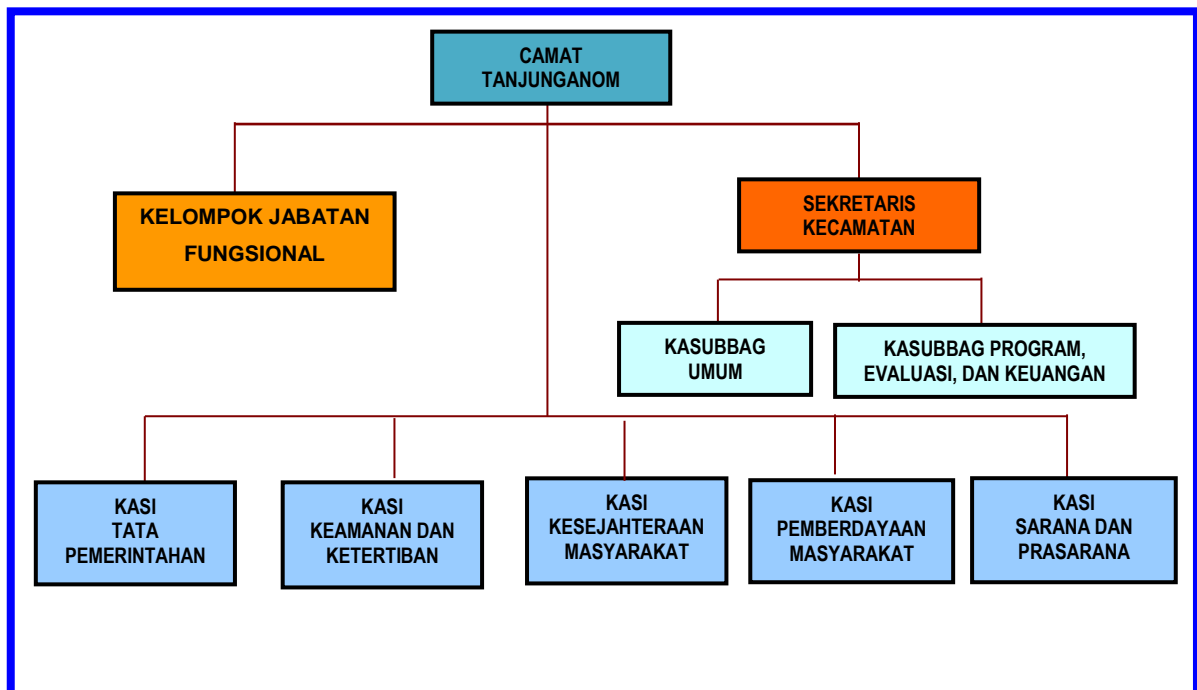 CAMAT
TANJUNGANOM
KELOMPOK JABATAN
FUNGSIONAL
SEKRETARIS
KECAMATAN
KASUBBAG
UMUM
KASUBBAG PROGRAM,
EVALUASI, DAN KEUANGAN
KASI
TATA
PEMERINTAHAN
KASI
KEAMANAN DAN
KETERTIBAN
KASI
KESEJAHTERAAN
MASYARAKAT
KASI
PEMBERDAYAAN
MASYARAKAT
KASI
SARANA DAN
PRASARANA